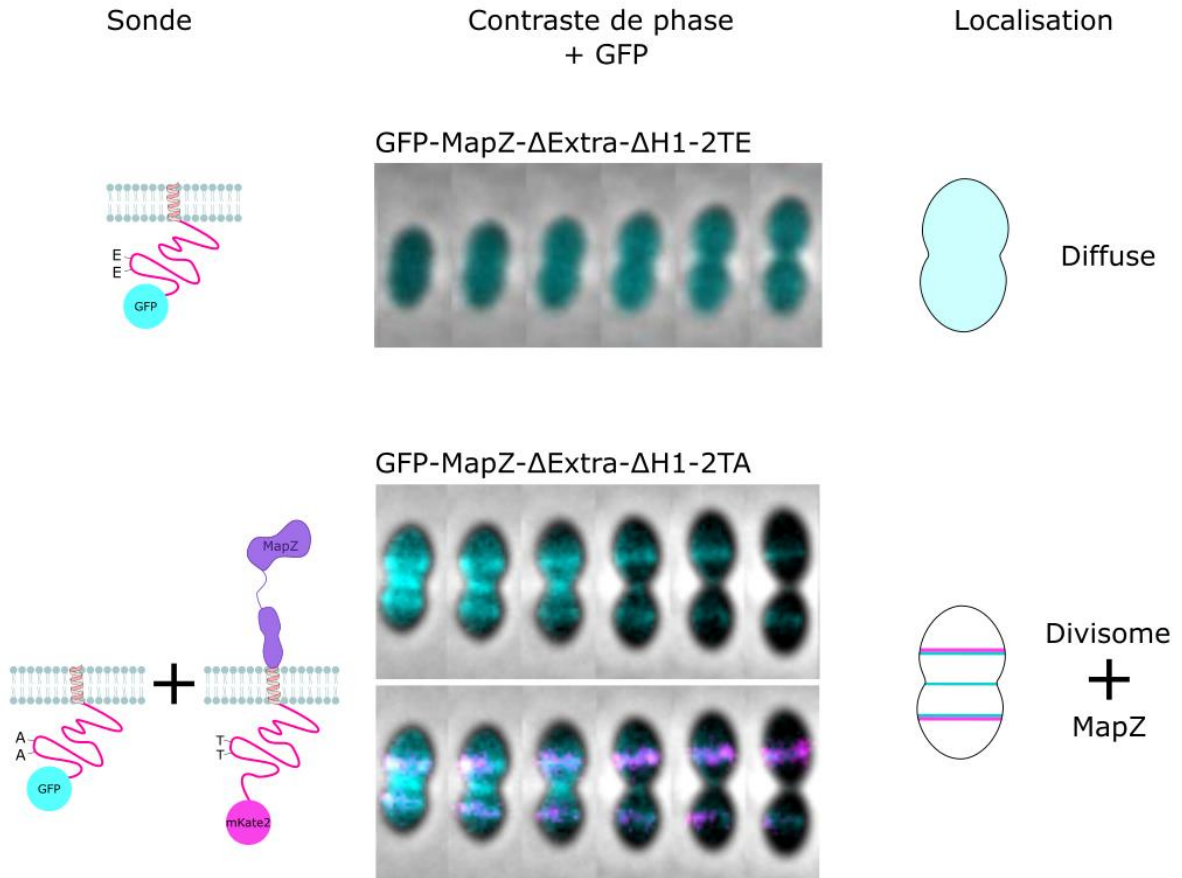 Sonde
Contraste de phase
+ GFP
Localisation
GFP-MapZ-ΔExtra-ΔH1-2TE
E
E
GFP
Diffuse
GFP-MapZ-ΔExtra-ΔH1-2TA
MapZ
+
A
A
GFP
T
T
mKate2
Divisome
+
MapZ